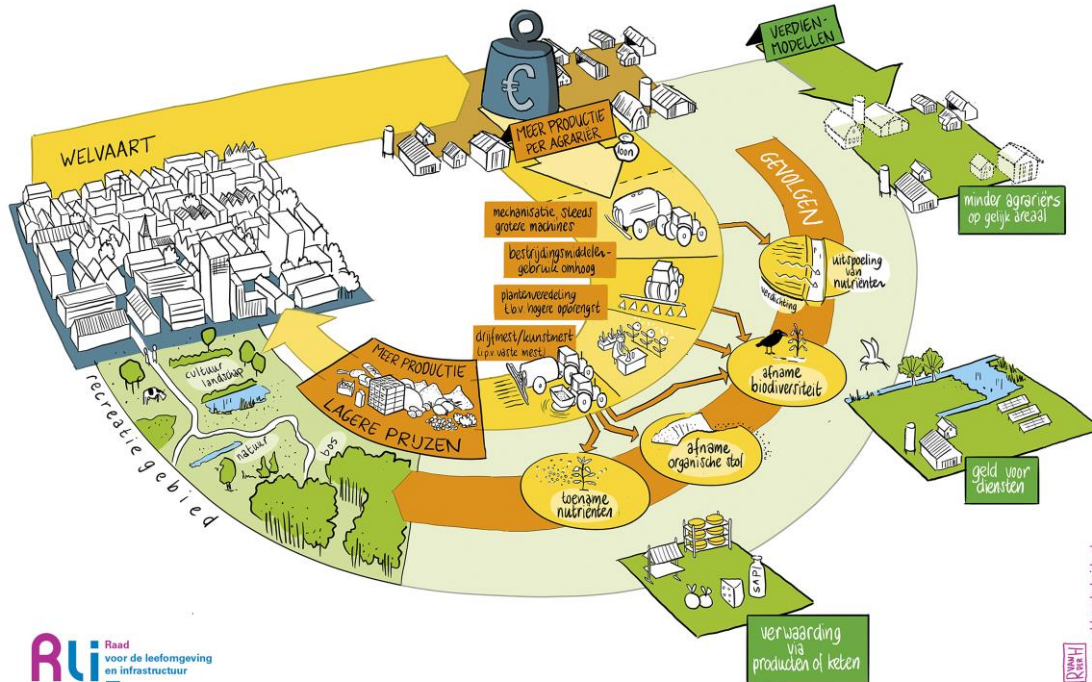 VERDIEN-
MODELLEN
€
WELVAART
MEER PRODUCTIE
PER AGRARIËR
loon
GEVOLGEN
mechanisatie, steeds
grotere machines
minder agrariërs
op gelijk areaal
bestrijdingsmiddelen-
gebruik omhoog
uitspoeling
van
nutriënten
verdichting
plantenveredeling
t.b.v. hogere opbrengst
drijfmest/kunstmest
(i.p.v. vaste mest)
MEER PRODUCTIE
LAGERE PRIJZEN
afname
biodiversiteit
cultuur
landschap
natuur
bos
recreatiegebied
afname
organische stof
toename
nutriënten
geld voor
diensten
SAP
verwaarding
via
producten of keten
Rli
Raad
voor de leefomgeving
en infrastructuur